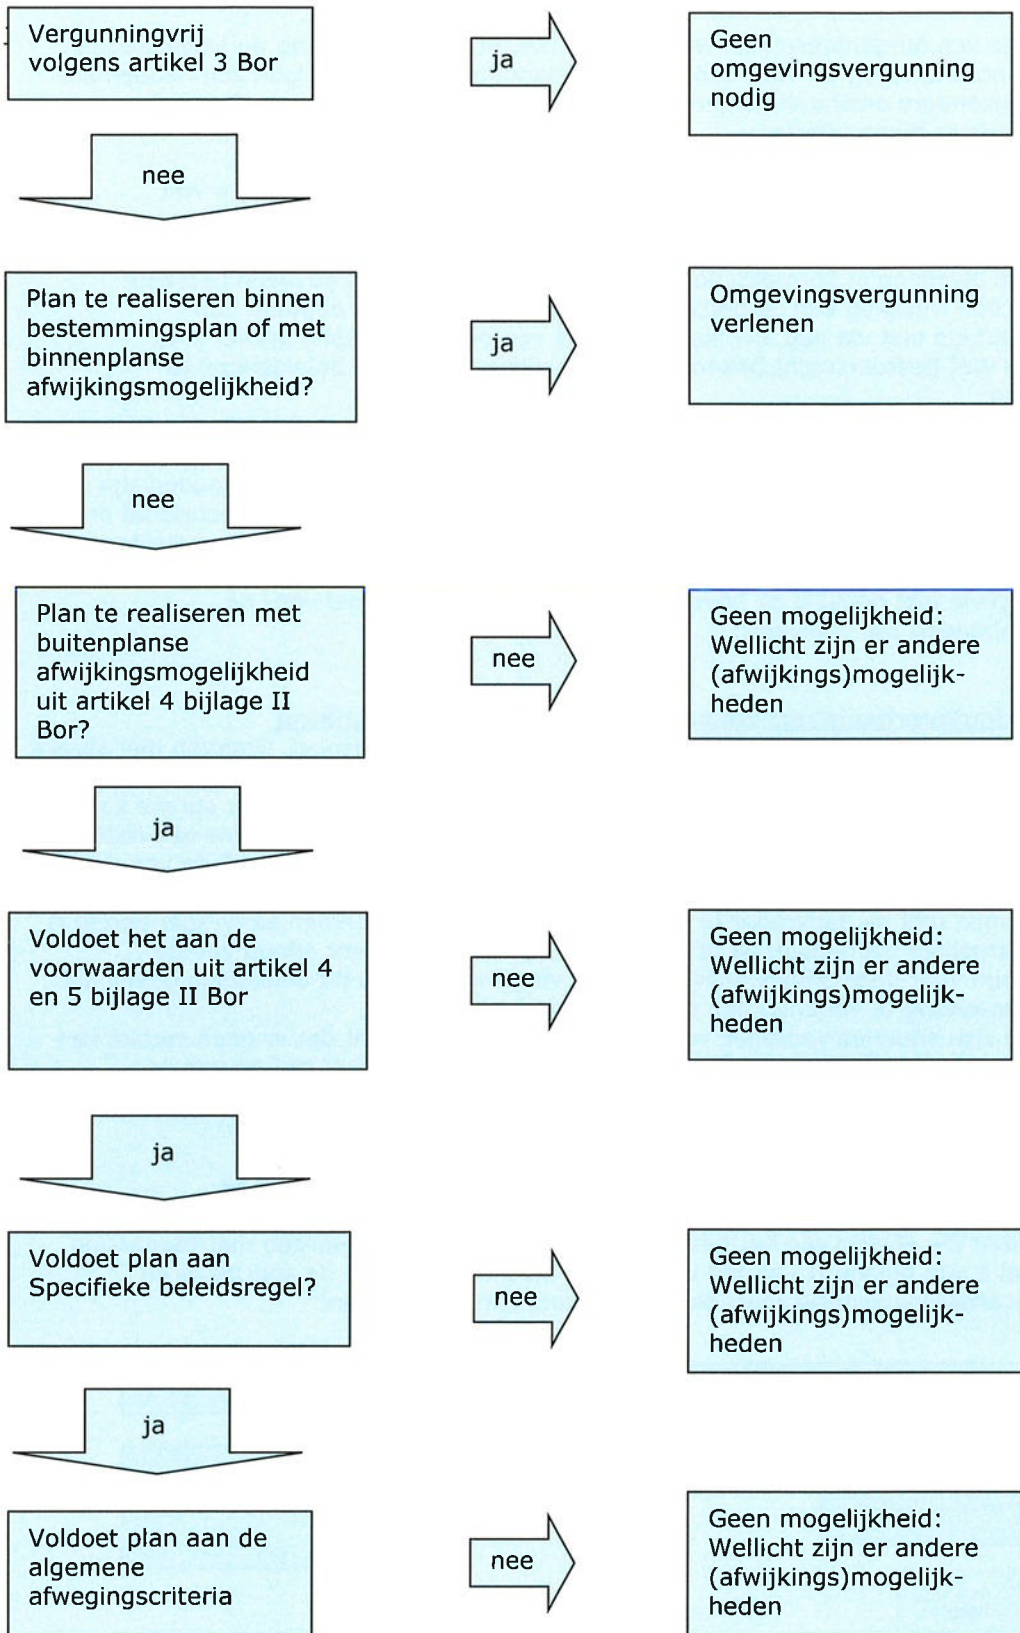 Vergunningvrij
volgens artikel 3 Bor
ja
Geen
omgevingsvergunning
nodig
nee
Plan te realiseren binnen
bestemmingsplan of met
binnenplanse
afwijkingsmogelijkheid?
ja
Omgevingsvergunning
verlenen
nee
Plan te realiseren met
buitenplanse
afwijkingsmogelijkheid
uit artikel 4 bijlage II
Bor?
nee
Geen mogelijkheid:
Wellicht zijn er andere
(afwijkings)mogelijk-
heden
ja
Voldoet het aan de
voorwaarden uit artikel 4
en 5 bijlage II Bor
nee
Geen mogelijkheid:
Wellicht zijn er andere
(afwijkings)mogelijk-
heden
ja
Voldoet plan aan
Specifieke beleidsregel?
nee
Geen mogelijkheid:
Wellicht zijn er andere
(afwijkings)mogelijk-
heden
ja
Voldoet plan aan de
algemene
afwegingscriteria
nee
Geen mogelijkheid:
Wellicht zijn er andere
(afwijkings)mogelijk-
heden